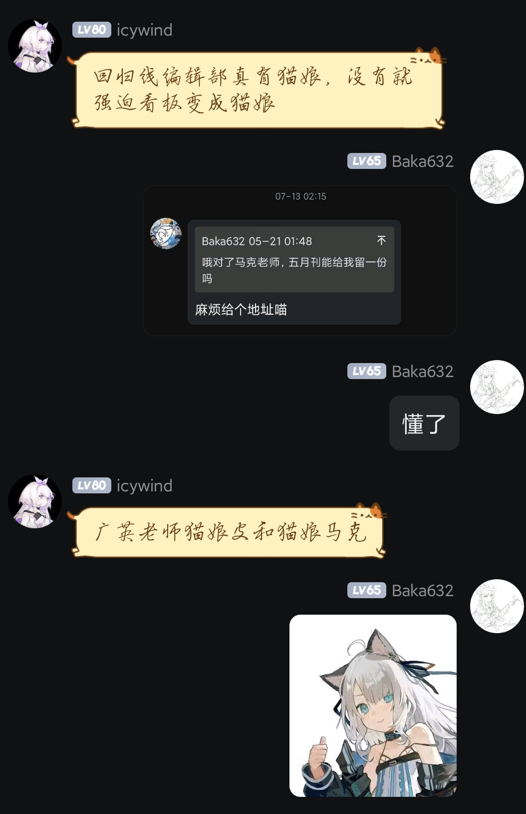 LV80 icywind
回归线编辑部真有猫娘，没有就
强迫看板变成猫娘
LV65 Baka632
07-13 02:15
Baka632 05-21 01:48
哦对了马克老师，五月刊能给我留一份
吗
麻烦给个地址喵
LV65 Baka632
懂了
LV80 icywind
广英老师猫娘皮和猫娘马克
LV65 Baka632